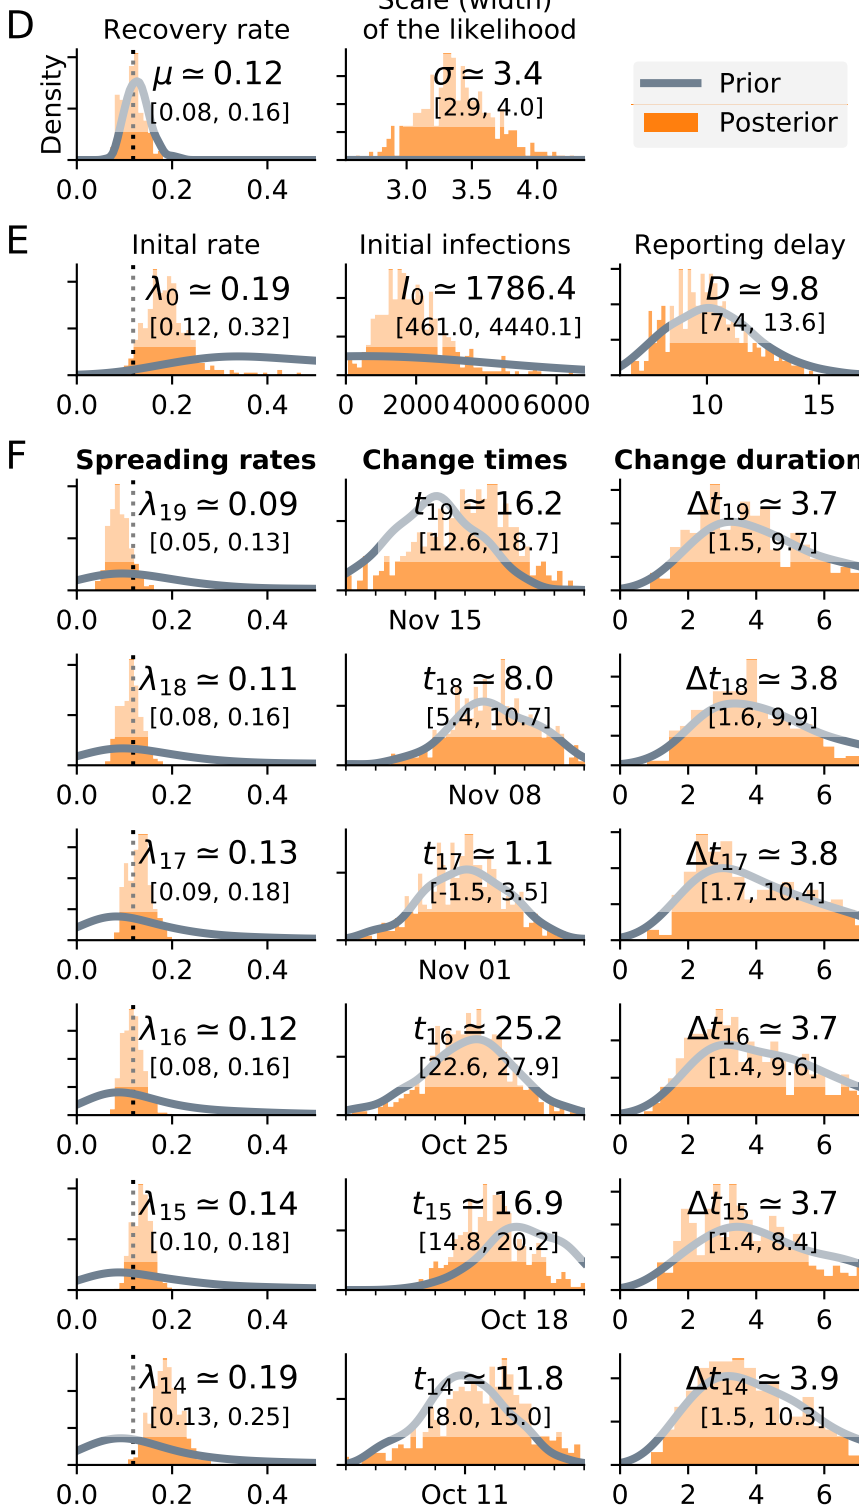 D
Recovery rate
Scale (width)
of the likelihood
Density
μ ≃ 0.12
[0.08, 0.16]
0.0 0.2 0.4
σ ≃ 3.4
[2.9, 4.0]
3.0 3.5 4.0
Prior
Posterior
E
Inital rate
λ0 ≃ 0.19
[0.12, 0.32]
0.0 0.2 0.4
Initial infections
I0 ≃ 1786.4
[461.0, 4440.1]
0 2000 4000 6000
Reporting delay
D ≃ 9.8
[7.4, 13.6]
10 15
F
Spreading rates Change times Change duration
λ19 ≃ 0.09
[0.05, 0.13]
0.0 0.2 0.4
t19 ≃ 16.2
[12.6, 18.7]
Nov 15
Δt19 ≃ 3.7
[1.5, 9.7]
0 2 4 6
λ18 ≃ 0.11
[0.08, 0.16]
0.0 0.2 0.4
t18 ≃ 8.0
[5.4, 10.7]
Nov 08
Δt18 ≃ 3.8
[1.6, 9.9]
0 2 4 6
λ17 ≃ 0.13
[0.09, 0.18]
0.0 0.2 0.4
t17 ≃ 1.1
[-1.5, 3.5]
Nov 01
Δt17 ≃ 3.8
[1.7, 10.4]
0 2 4 6
λ16 ≃ 0.12
[0.08, 0.16]
0.0 0.2 0.4
t16 ≃ 25.2
[22.6, 27.9]
Oct 25
Δt16 ≃ 3.7
[1.4, 9.6]
0 2 4 6
λ15 ≃ 0.14
[0.10, 0.18]
0.0 0.2 0.4
t15 ≃ 16.9
[14.8, 20.2]
Oct 18
Δt15 ≃ 3.7
[1.4, 8.4]
0 2 4 6
λ14 ≃ 0.19
[0.13, 0.25]
0.0 0.2 0.4
t14 ≃ 11.8
[8.0, 15.0]
Oct 11
Δt14 ≃ 3.9
[1.5, 10.3]
0 2 4 6